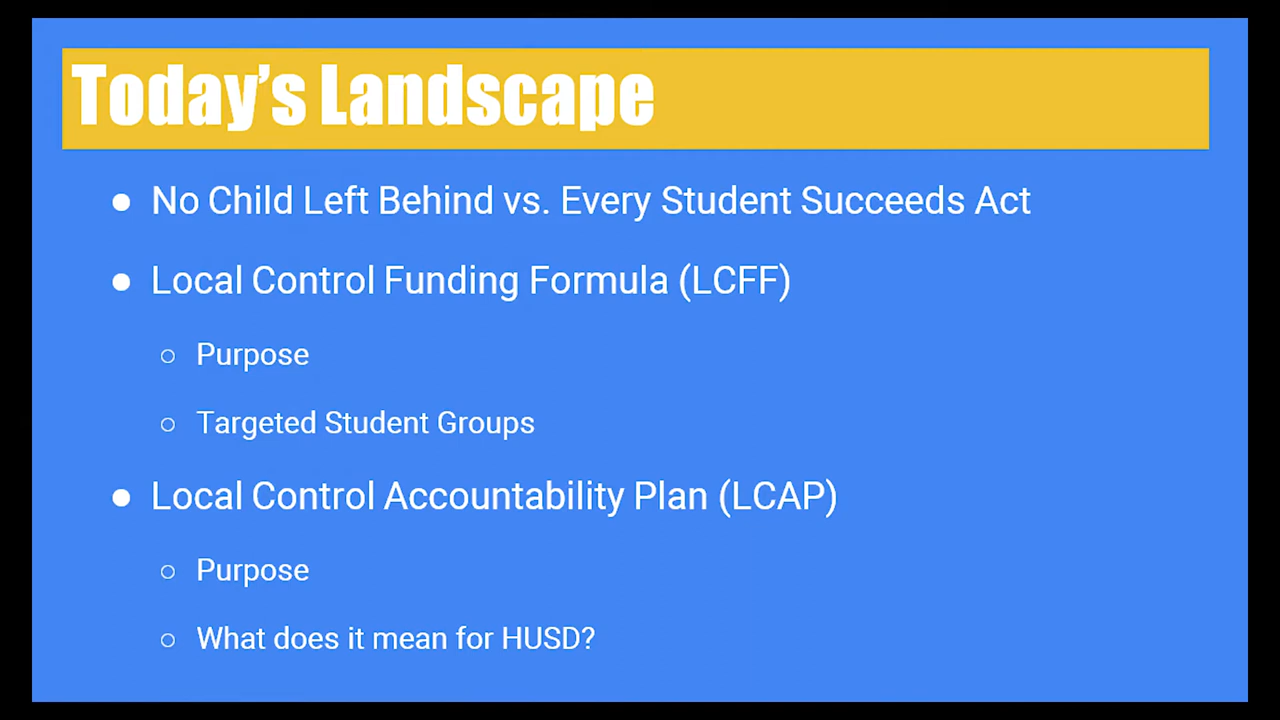 Today's Landscape
● No Child Left Behind vs. Every Student Succeeds Act
● Local Control Funding Formula (LCFF)
○ Purpose
○ Targeted Student Groups
● Local Control Accountability Plan (LCAP)
○ Purpose
○ What does it mean for HUSD?